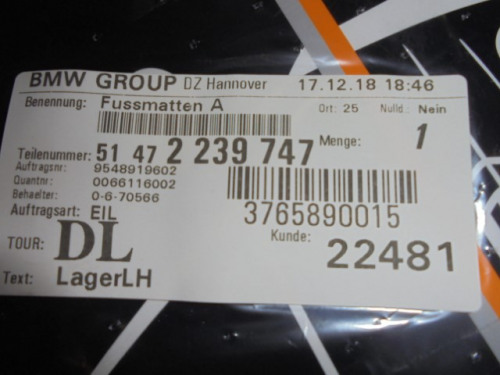 BMW GROUP DZ Hannover 17.12.18 18:46
Benennung: Fussmatten A Ort: 25 Nulld.: Nein
Teilenummer: 51 47 2 239 747 Menge: 1
Auftragsnr: 9548919602
Quantnr: 0066116002
Behaelter: 0-6-70566
Auftragsart: EIL 3765890015
TOUR: DL Kunde: 22481
Text: LagerLH